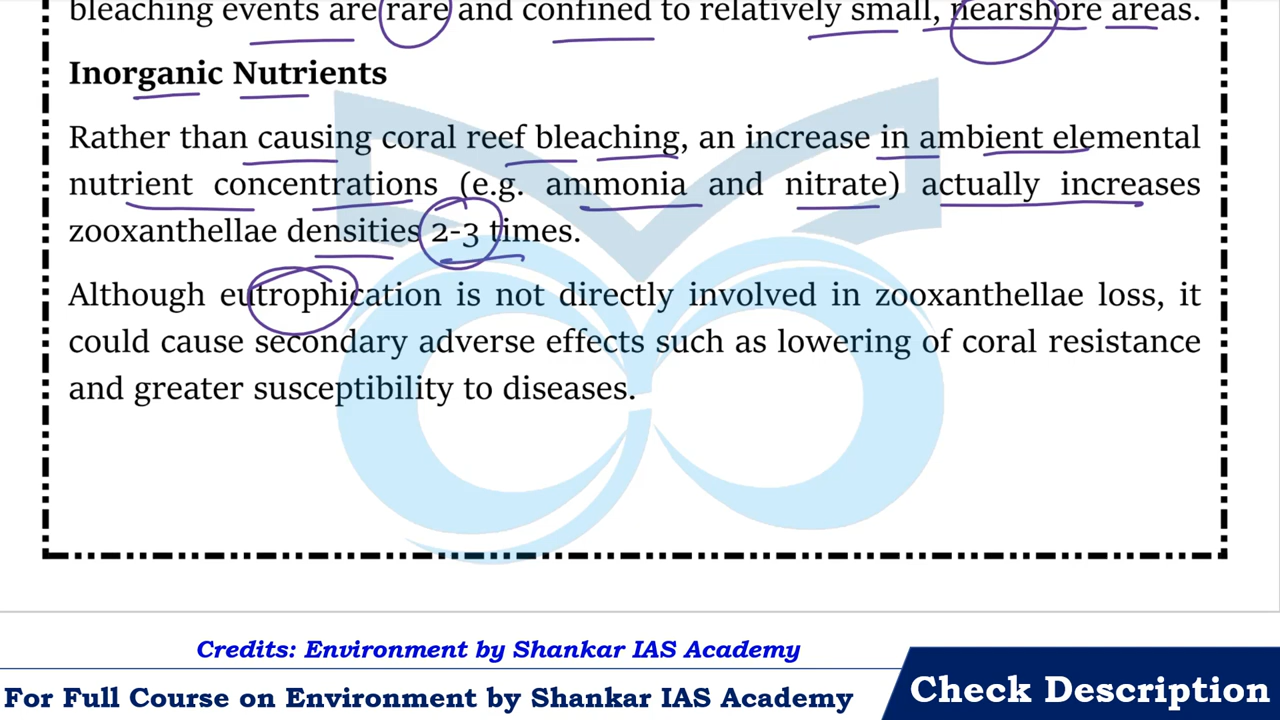 bleaching events are rare and confined to relatively small, nearshore areas.
Inorganic Nutrients
Rather than causing coral reef bleaching, an increase in ambient elemental
nutrient concentrations (e.g. ammonia and nitrate) actually increases
zooxanthellae densities 2-3 times.
Although eutrophication is not directly involved in zooxanthellae loss, it
could cause secondary adverse effects such as lowering of coral resistance
and greater susceptibility to diseases.
Credits: Environment by Shankar IAS Academy
For Full Course on Environment by Shankar IAS Academy
Check Description